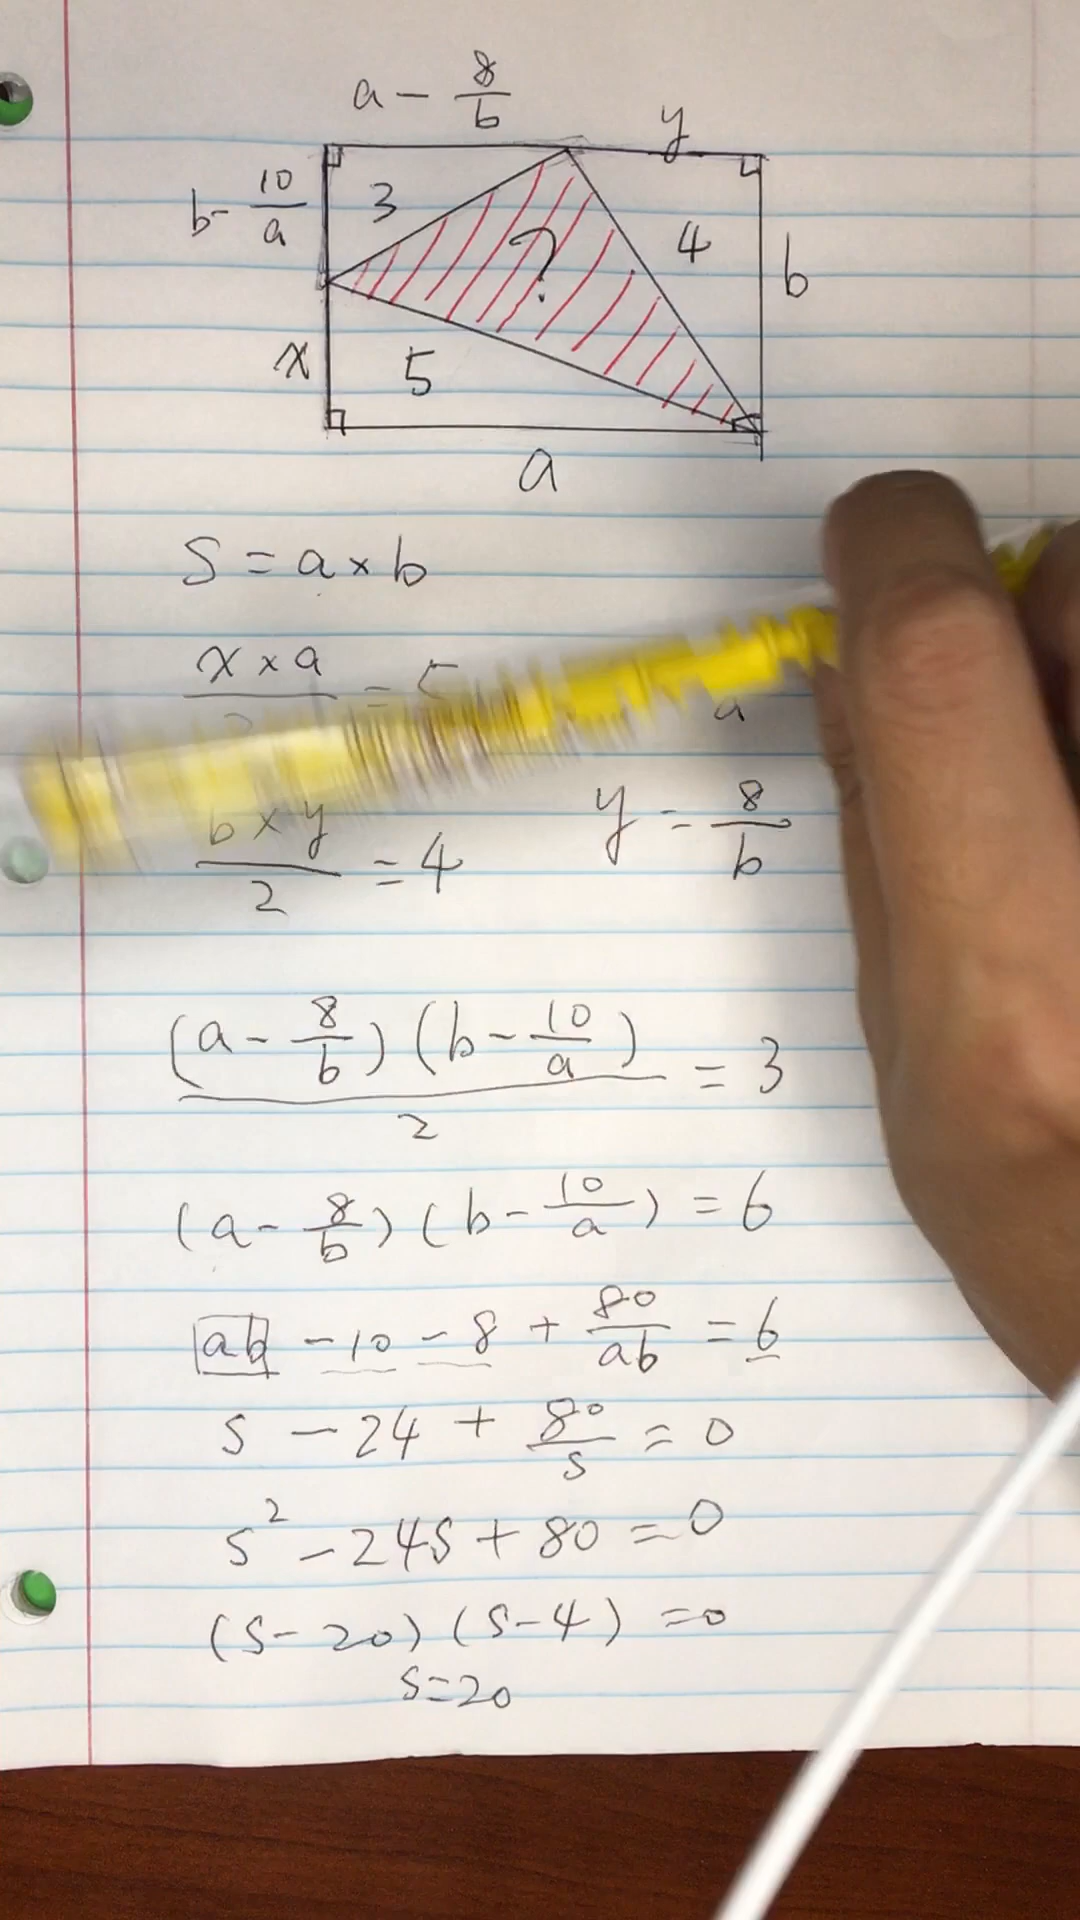 a - 8/b
y
b - 10/a
3
?
4
b
x
5
a
S = a × b
x × a = 5
a
b × y / 2 = 4
y = 8/b
(a - 8/b)(b - 10/a) / 2 = 3
(a - 8/b)(b - 10/a) = 6
ab - 10 - 8 + 80/ab = 6
S - 24 + 80/S = 0
S² - 24S + 80 = 0
(S - 20)(S - 4) = 0
S = 20